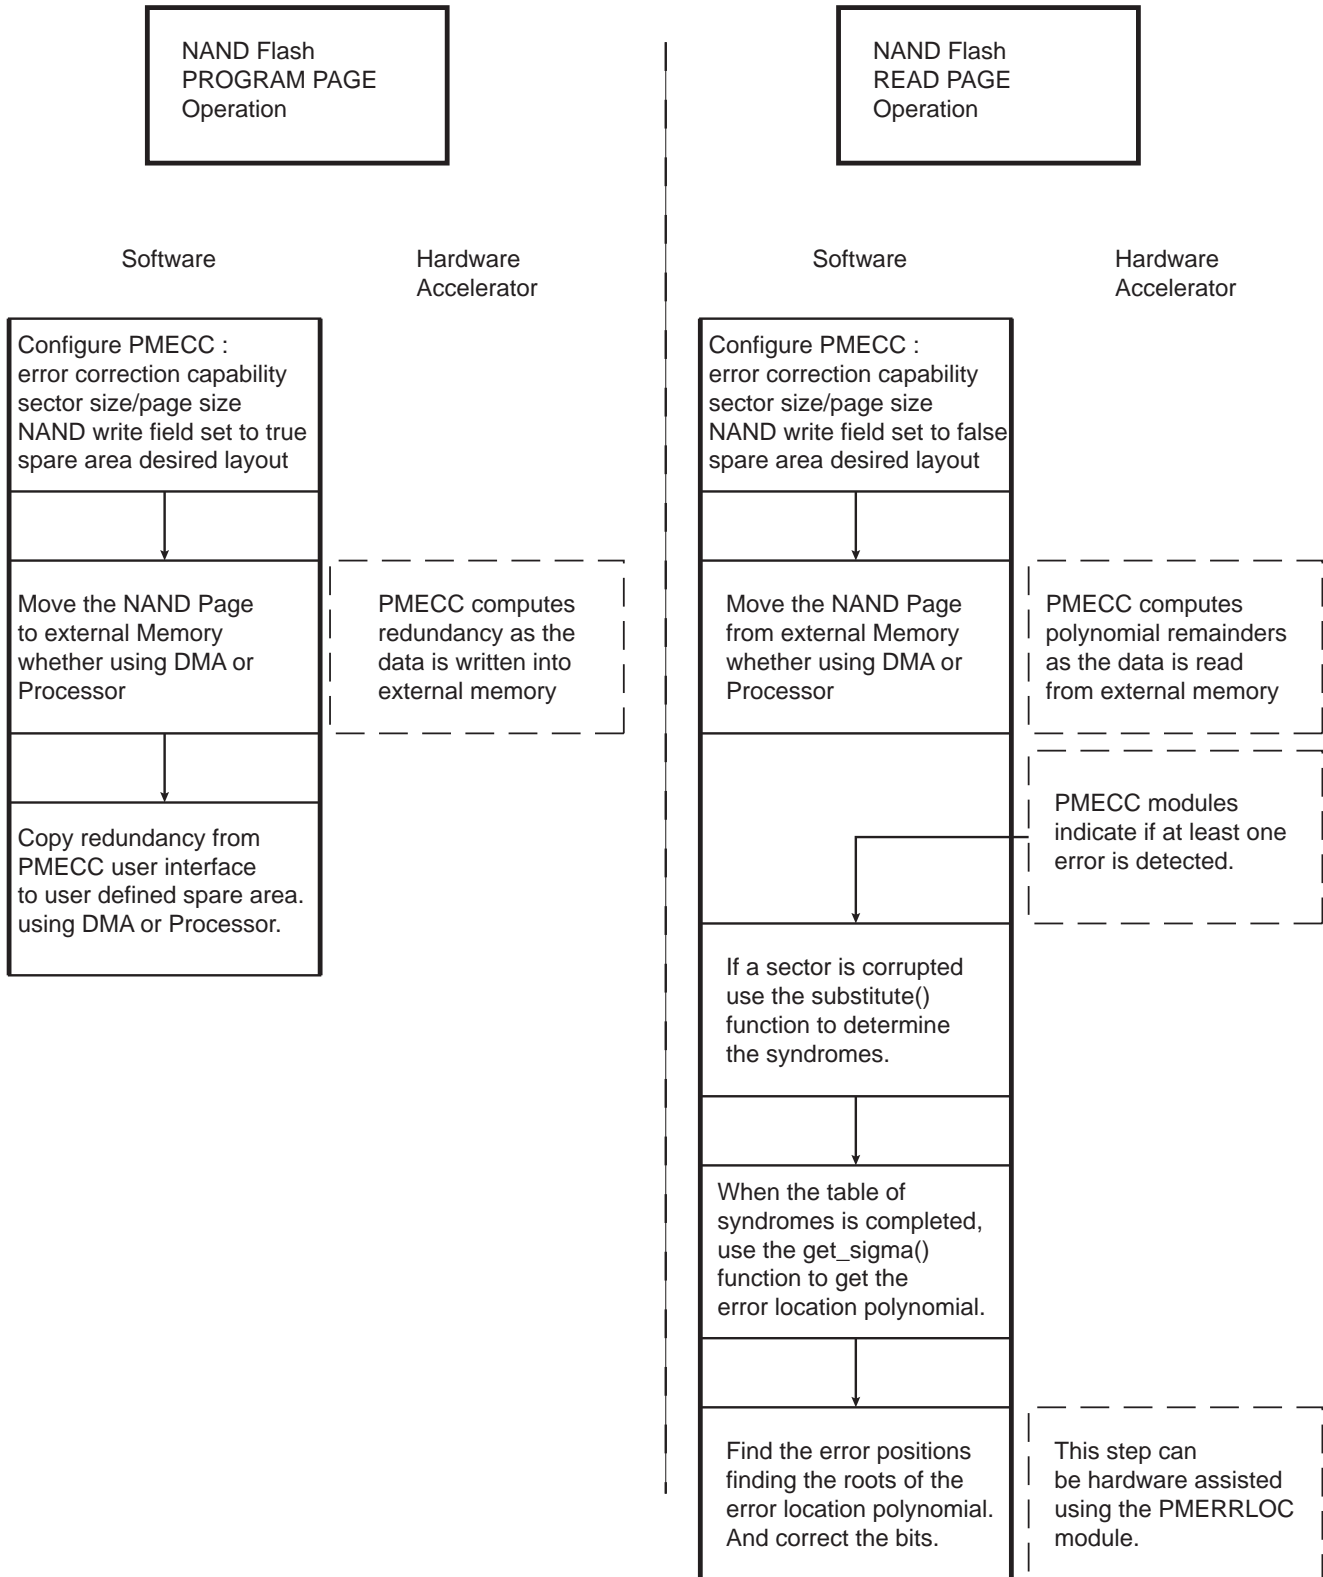 NAND Flash
PROGRAM PAGE
Operation
Software
Hardware
Accelerator
Configure PMECC :
error correction capability
sector size/page size
NAND write field set to true
spare area desired layout
Move the NAND Page
to external Memory
whether using DMA or
Processor
PMECC computes
redundancy as the
data is written into
external memory
Copy redundancy from
PMECC user interface
to user defined spare area.
using DMA or Processor.
NAND Flash
READ PAGE
Operation
Software
Hardware
Accelerator
Configure PMECC :
error correction capability
sector size/page size
NAND write field set to false
spare area desired layout
Move the NAND Page
from external Memory
whether using DMA or
Processor
PMECC computes
polynomial remainders
as the data is read
from external memory
PMECC modules
indicate if at least one
error is detected.
If a sector is corrupted
use the substitute()
function to determine
the syndromes.
When the table of
syndromes is completed,
use the get_sigma()
function to get the
error location polynomial.
Find the error positions
finding the roots of the
error location polynomial.
And correct the bits.
This step can
be hardware assisted
using the PMERRLOC
module.